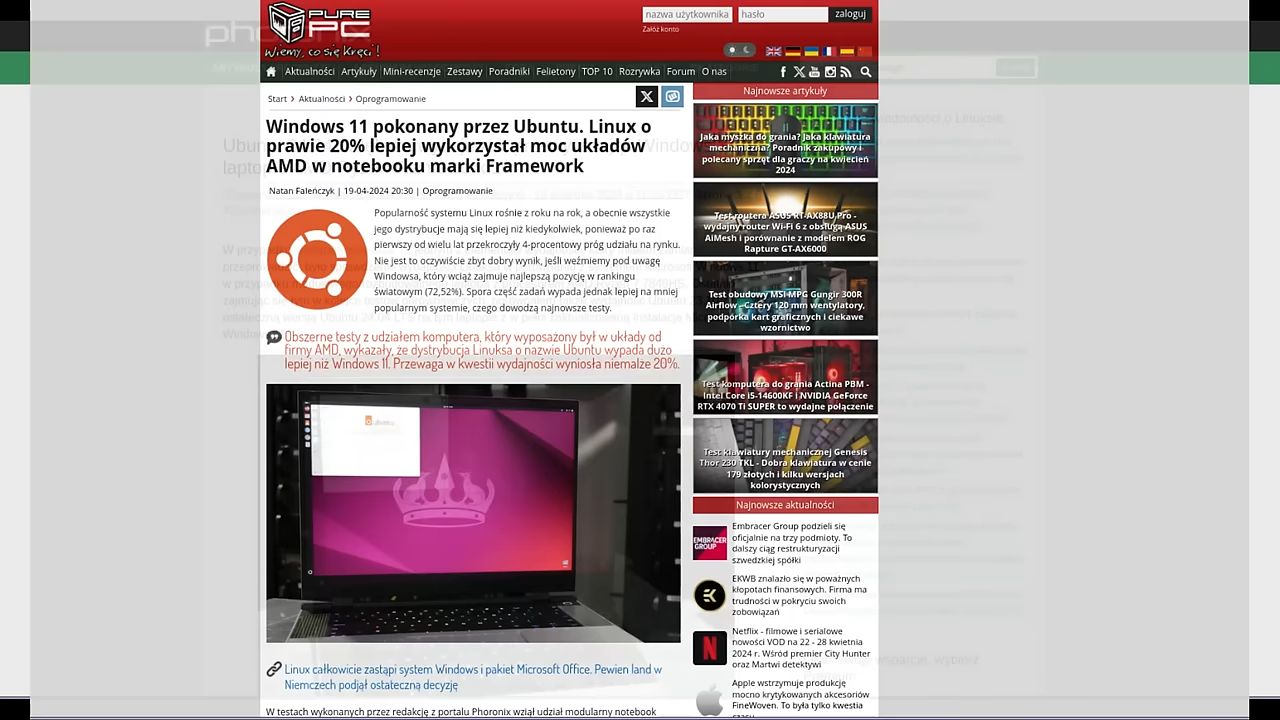 PURE
PC
Wiemy, co się kręci!
nazwa użytkownika
hasło
zaloguj
Załóż konto
Aktualności
Artykuły
Mini-recenzje
Zestawy
Poradniki
Felietony
TOP 10
Rozrywka
Forum
O nas
Start › Aktualności › Oprogramowanie
Windows 11 pokonany przez Ubuntu. Linux o
prawie 20% lepiej wykorzystał moc układów
AMD w notebooku marki Framework
Natan Faleńczyk | 19-04-2024 20:30 | Oprogramowanie
Popularność systemu Linux rośnie z roku na rok, a obecnie wszystkie
jego dystrybucje mają się lepiej niż kiedykolwiek, ponieważ po raz
pierwszy od wielu lat przekroczyły 4-procentowy próg udziału na rynku.
Nie jest to oczywiście zbyt dobry wynik, jeśli weźmiemy pod uwagę
Windowsa, który wciąż zajmuje najlepszą pozycję w rankingu
światowym (72,52%). Spora część zadań wypada jednak lepiej na mniej
popularnym systemie, czego dowodzą najnowsze testy.
Obszerne testy z udziałem komputera, który wyposażony był w układy od
firmy AMD, wykazały, że dystrybucja Linuksa o nazwie Ubuntu wypada dużo
lepiej niż Windows 11. Przewaga w kwestii wydajności wyniosła niemalże 20%.
Linux całkowicie zastąpi system Windows i pakiet Microsoft Office. Pewien land w
Niemczech podjął ostateczną decyzję
W testach wykonanych przez redakcję z portalu Phoronix wziął udział modularny notebook
Najnowsze artykuły
Jaka myszka do grania? Jaka klawiatura
mechaniczna? Poradnik zakupowy i
polecany sprzęt dla graczy na kwiecień
2024
Test routera ASUS RT-AX88U Pro -
wydajny router Wi-Fi 6 z obsługą ASUS
AiMesh i porównanie z modelem ROG
Rapture GT-AX6000
Test obudowy MSI MPG Gungir 300R
Airflow - Cztery 120 mm wentylatory,
podpórka kart graficznych i ciekawe
wzornictwo
Test komputera do grania Actina PBM -
Intel Core i5-14600KF i NVIDIA GeForce
RTX 4070 Ti SUPER to wydajne połączenie
Test klawiatury mechanicznej Genesis
Thor 230 TKL - Dobra klawiatura w cenie
179 złotych i kilku wersjach
kolorystycznych
Najnowsze aktualności
EMBRACER
GROUP
Embracer Group podzieli się
oficjalnie na trzy podmioty. To
dalszy ciąg restrukturyzacji
szwedzkiej spółki
EKWB znalazło się w poważnych
kłopotach finansowych. Firma ma
trudności w pokryciu swoich
zobowiązań
Netflix - filmowe i serialowe
nowości VOD na 22 - 28 kwietnia
2024 r. Wśród premier City Hunter
oraz Martwi detektywi
Apple wstrzymuje produkcję
mocno krytykowanych akcesoriów
FineWoven. To była tylko kwestia